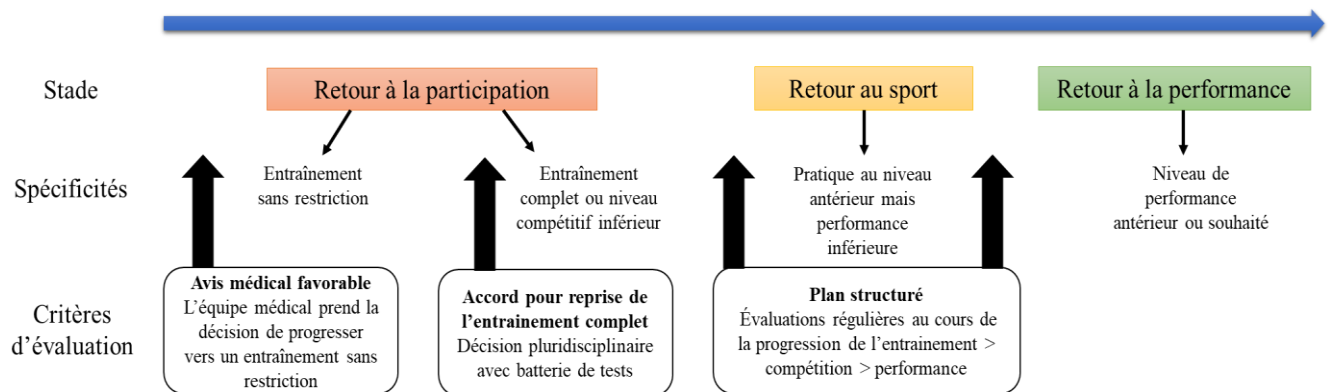 Stade
Retour à la participation
Retour au sport
Retour à la performance
Spécificités
Entraînement
sans restriction
Entraînement
complet ou niveau
compétitif inférieur
Pratique au niveau
antérieur mais
performance
inférieure
Niveau de
performance
antérieur ou souhaité
Critères
d’évaluation
Avis médical favorable
L’équipe médical prend la
décision de progresser
vers un entraînement sans
restriction
Accord pour reprise de
l’entrainement complet
Décision pluridisciplinaire
avec batterie de tests
Plan structuré
Évaluations régulières au cours de
la progression de l’entrainement >
compétition > performance